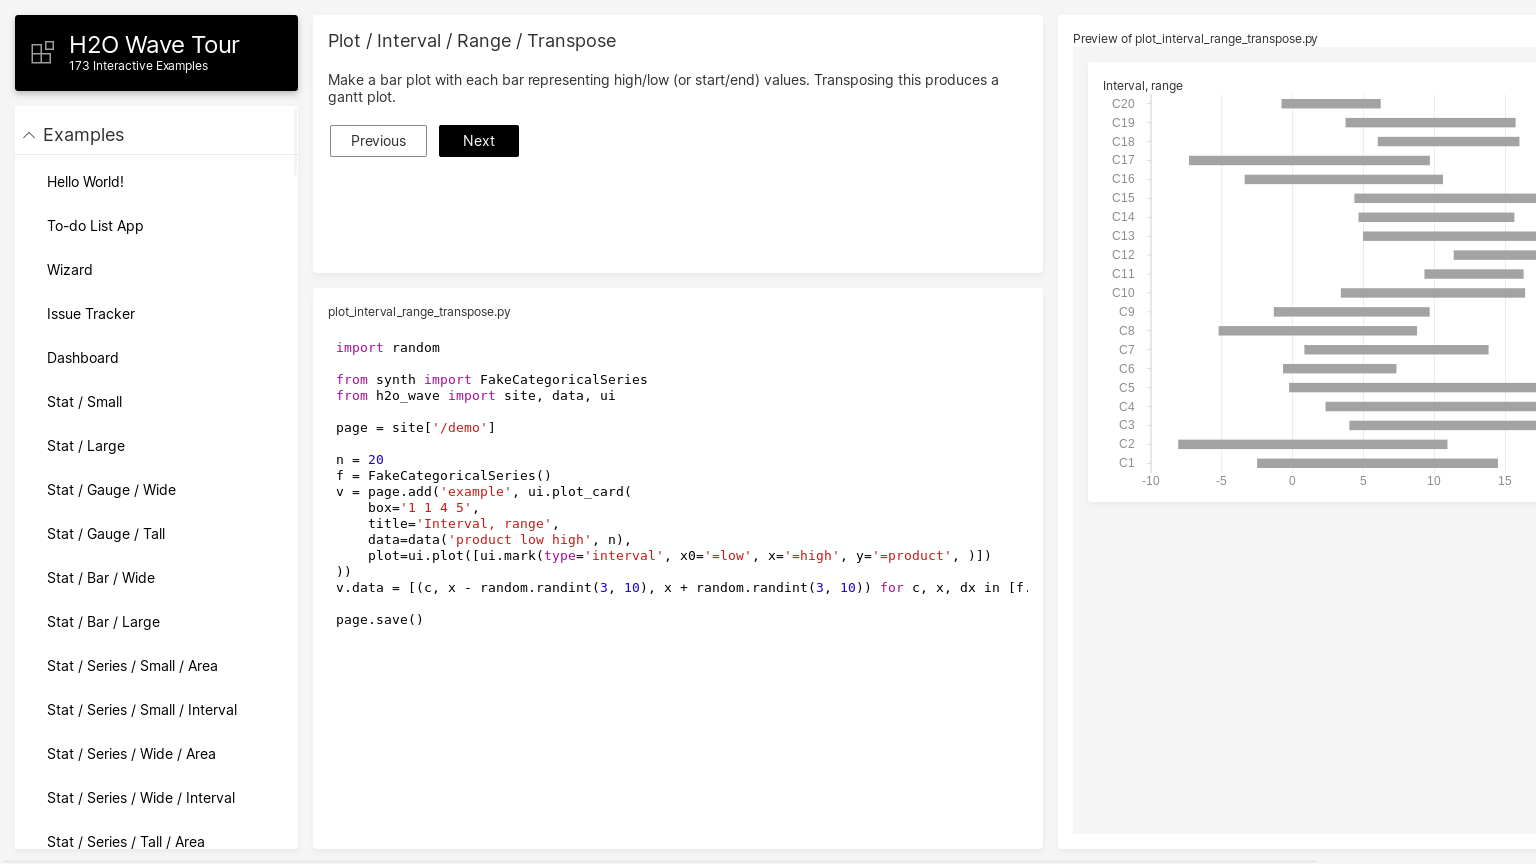 H2O Wave Tour
173 Interactive Examples
Examples
Hello World!
To-do List App
Wizard
Issue Tracker
Dashboard
Stat / Small
Stat / Large
Stat / Gauge / Wide
Stat / Gauge / Tall
Stat / Bar / Wide
Stat / Bar / Large
Stat / Series / Small / Area
Stat / Series / Small / Interval
Stat / Series / Wide / Area
Stat / Series / Wide / Interval
Stat / Series / Tall / Area
Plot / Interval / Range / Transpose
Make a bar plot with each bar representing high/low (or start/end) values. Transposing this produces a
gantt plot.
Previous
Next
plot_interval_range_transpose.py
import random
from synth import FakeCategoricalSeries
from h2o_wave import site, data, ui
page = site['/demo']
n = 20
f = FakeCategoricalSeries()
v = page.add('example', ui.plot_card(
    box='1 1 4 5',
    title='Interval, range',
    data=data('product low high', n),
    plot=ui.plot([ui.mark(type='interval', x0='=low', x='=high', y='=product', )])
))
v.data = [(c, x - random.randint(3, 10), x + random.randint(3, 10)) for c, x, dx in [f.
page.save()
Preview of plot_interval_range_transpose.py
Interval, range
C20
C19
C18
C17
C16
C15
C14
C13
C12
C11
C10
C9
C8
C7
C6
C5
C4
C3
C2
C1
-10 -5 0 5 10 15